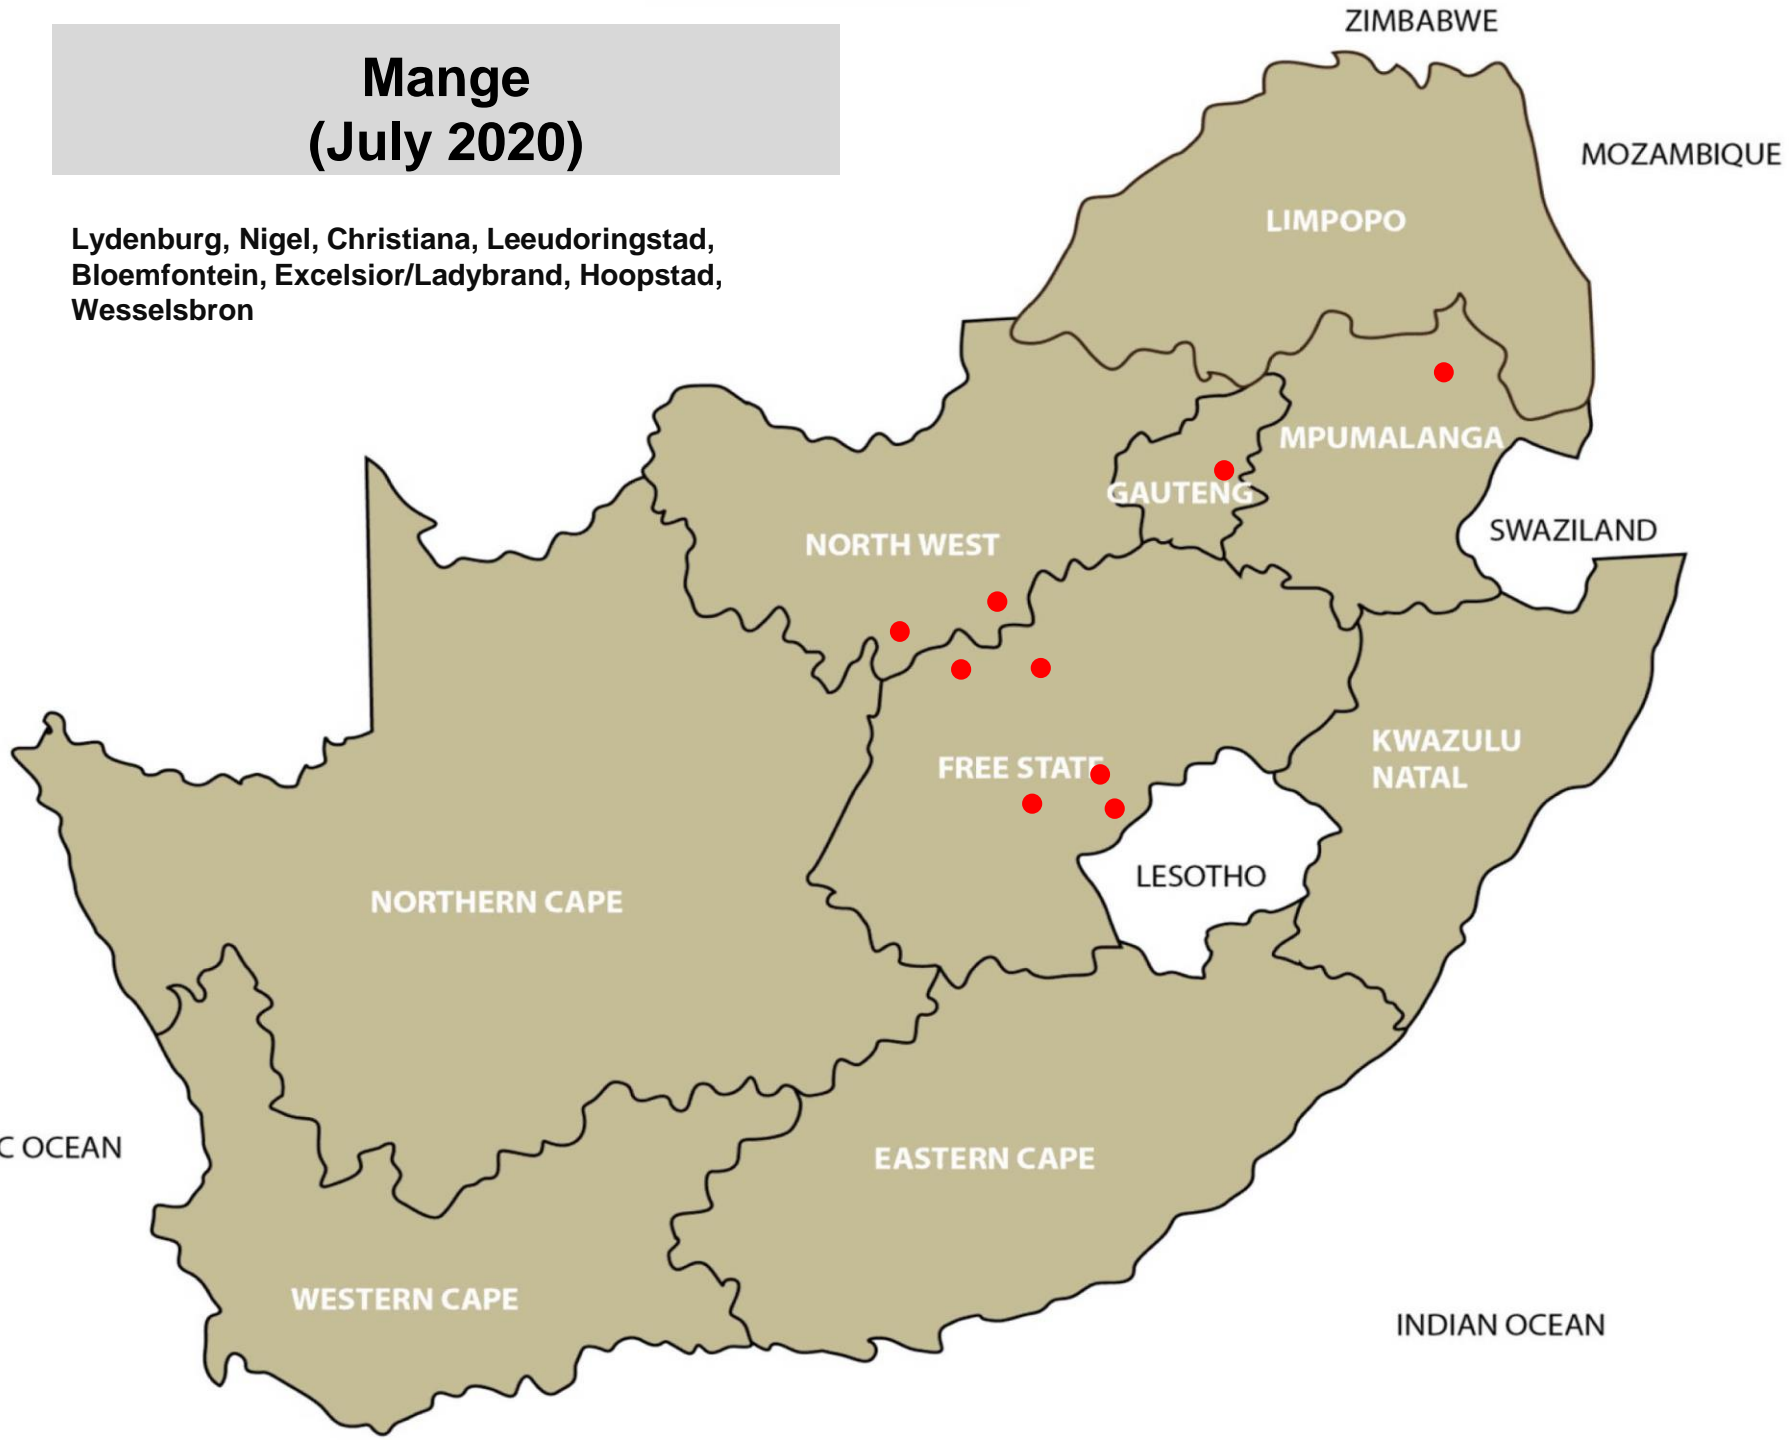 Mange
(July 2020)
Lydenburg, Nigel, Christiana, Leeudoringstad,
Bloemfontein, Excelsior/Ladybrand, Hoopstad,
Wesselsbron
ZIMBABWE
MOZAMBIQUE
LIMPOPO
MPUMALANGA
GAUTENG
SWAZILAND
NORTH WEST
KWAZULU
NATAL
FREE STATE
LESOTHO
NORTHERN CAPE
C OCEAN
EASTERN CAPE
WESTERN CAPE
INDIAN OCEAN